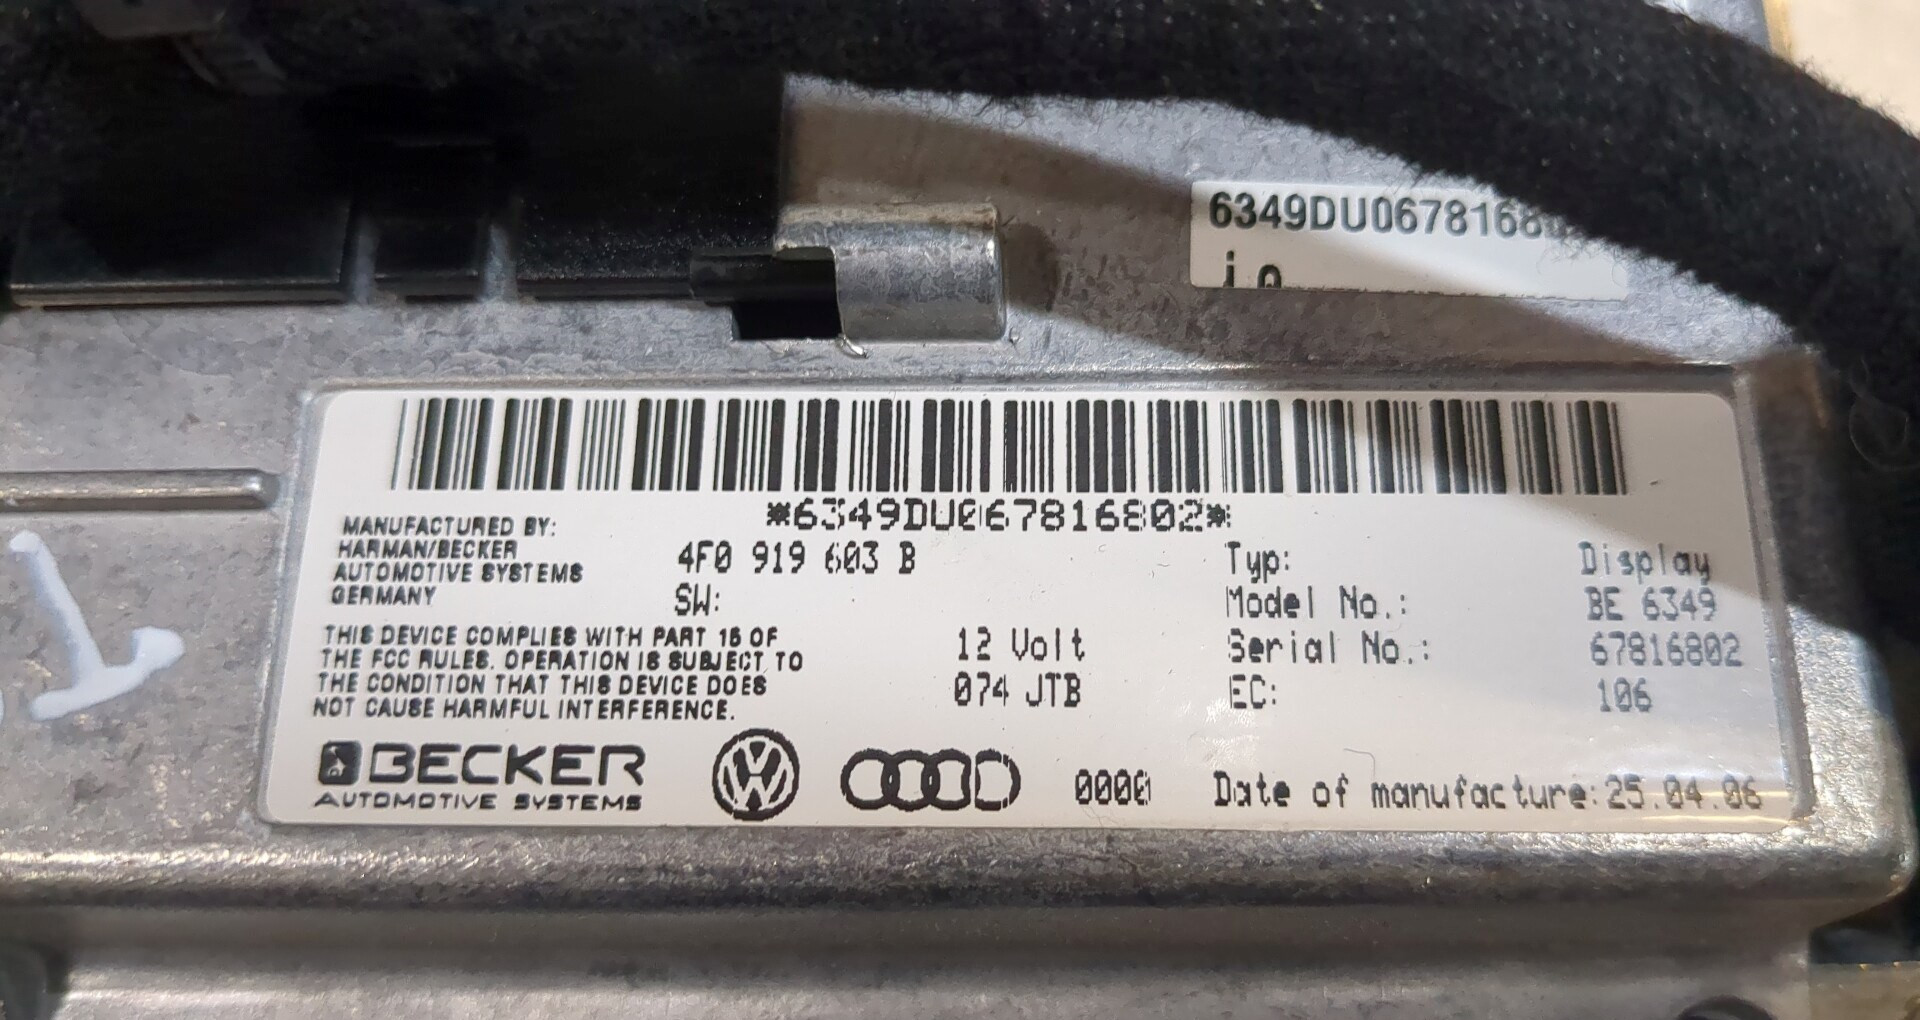 6349DU0678168
*6349DU067816802*
MANUFACTURED BY:
HARMAN/BECKER
AUTOMOTIVE SYSTEMS
GERMANY
4F0 919 603 B
SW:
THIS DEVICE COMPLIES WITH PART 15 OF
THE FCC RULES. OPERATION IS SUBJECT TO
THE CONDITION THAT THIS DEVICE DOES
NOT CAUSE HARMFUL INTERFERENCE.
12 Volt
074 JTB
Typ: Display
Model No.: BE 6349
Serial No.: 67816802
EC: 106
BECKER
AUTOMOTIVE SYSTEMS
VW
0000
Date of manufacture: 25.04.06